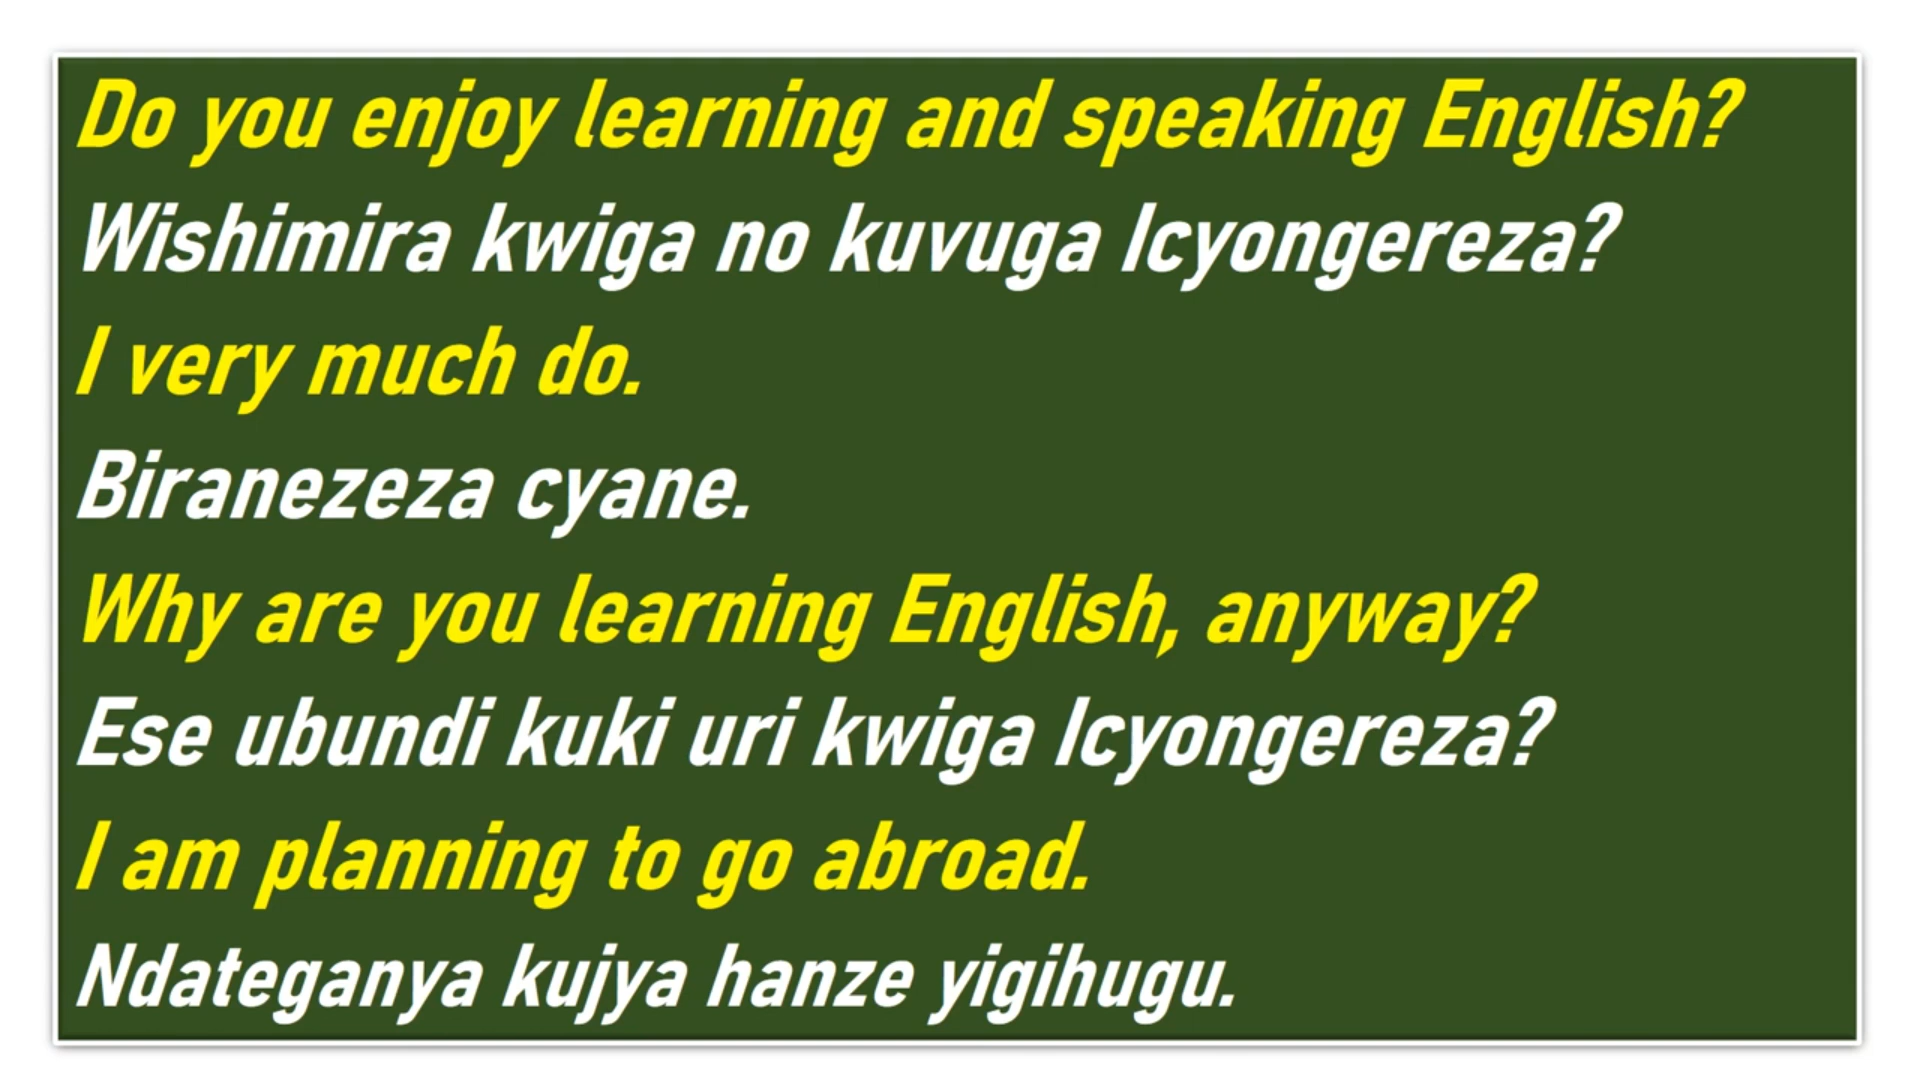 Do you enjoy learning and speaking English?
Wishimira kwiga no kuvuga Icyongereza?
I very much do.
Biranezeza cyane.
Why are you learning English, anyway?
Ese ubundi kuki uri kwiga Icyongereza?
I am planning to go abroad.
Ndateganya kujya hanze yigihugu.